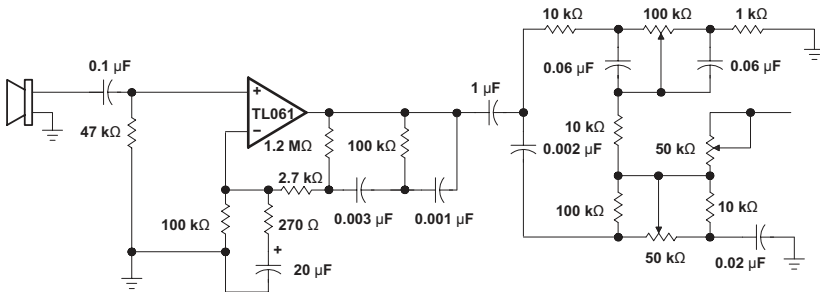 10 kΩ
100 kΩ
1 kΩ
0.1 µF
0.06 µF
0.06 µF
1 µF
+
TL061
−
47 kΩ
1.2 MΩ
100 kΩ
10 kΩ
0.002 µF
50 kΩ
2.7 kΩ
100 kΩ
270 Ω
0.003 µF
0.001 µF
100 kΩ
10 kΩ
+
20 µF
50 kΩ
0.02 µF